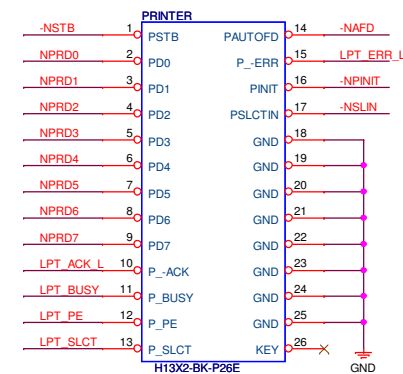 PRINTER
-NSTB 1 PSTB PAUTOFD 14 -NAFD
NPRD0 2 PD0 P_-ERR 15 LPT_ERR_L
NPRD1 3 PD1 PINIT 16 -NPINIT
NPRD2 4 PD2 PSLCTIN 17 -NSLIN
NPRD3 5 PD3 GND 18
NPRD4 6 PD4 GND 19
NPRD5 7 PD5 GND 20
NPRD6 8 PD6 GND 21
NPRD7 9 PD7 GND 22
LPT_ACK_L 10 P_-ACK GND 23
LPT_BUSY 11 P_BUSY GND 24
LPT_PE 12 P_PE GND 25
LPT_SLCT 13 P_SLCT KEY 26
H13X2-BK-P26E
GND